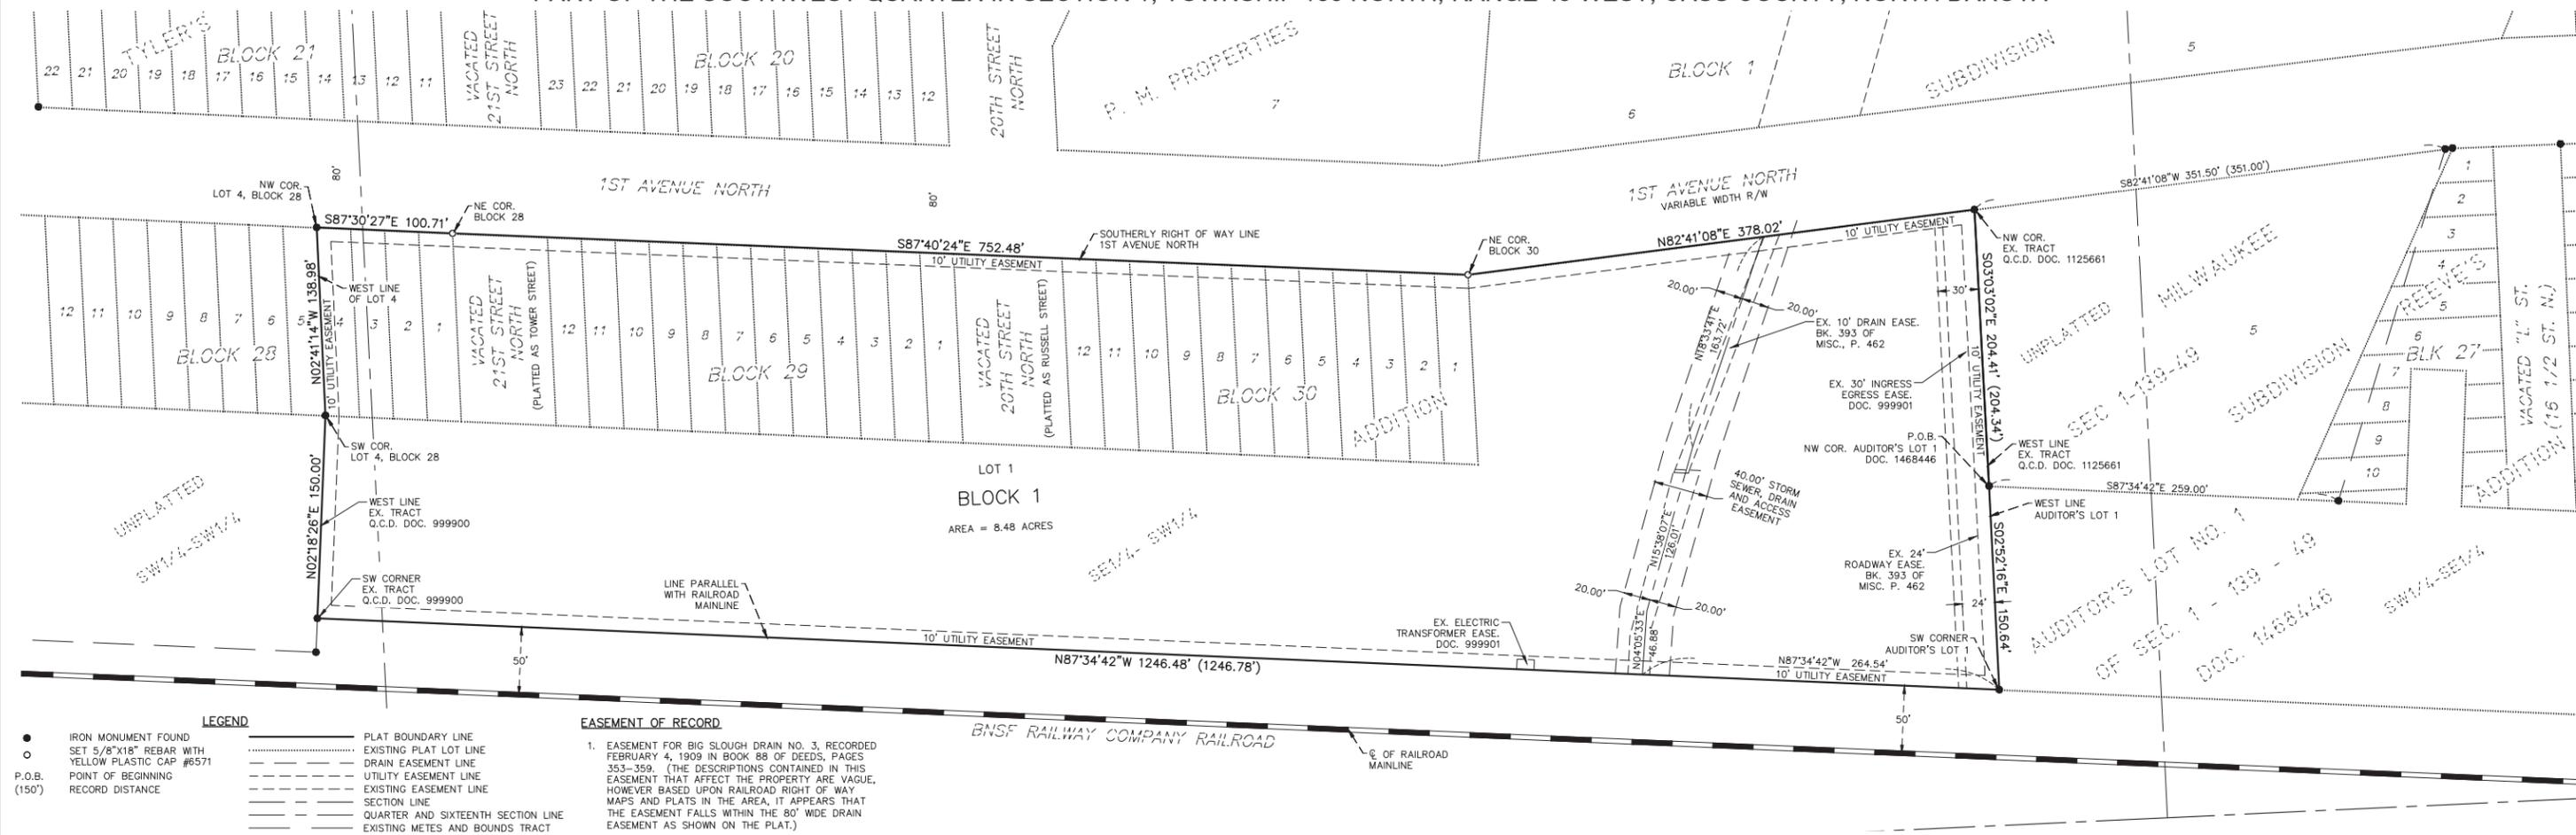 TYLER'S
BLOCK 21
22 21 20 19 18 17 16 15 14 13 12 11
VACATED
21ST STREET
NORTH
BLOCK 20
23 22 21 20 19 18 17 16 15 14 13 12
20TH STREET
NORTH
P. M. PROPERTIES
7
BLOCK 1
6
SUBDIVISION
5
80'
1ST AVENUE NORTH
80'
1ST AVENUE NORTH
VARIABLE WIDTH R/W
NW COR.
LOT 4, BLOCK 28
S87°30'27"E 100.71'
NE COR.
BLOCK 28
S87°40'24"E 752.48'
10' UTILITY EASEMENT
SOUTHERLY RIGHT OF WAY LINE
1ST AVENUE NORTH
NE COR.
BLOCK 30
N82°41'08"E 378.02'
10' UTILITY EASEMENT
S82°41'08"W 351.50' (351.00')
NW COR.
EX. TRACT
Q.C.D. DOC. 1125661
N02°41'14"W 138.98'
10' UTILITY EASEMENT
WEST LINE
OF LOT 4
12 11 10 9 8 7 6 5 4 3 2 1
BLOCK 28
VACATED
21ST STREET
NORTH
(PLATTED AS TOWER STREET)
12 11 10 9 8 7 6 5 4 3 2 1
BLOCK 29
VACATED
20TH STREET
NORTH
(PLATTED AS RUSSELL STREET)
12 11 10 9 8 7 6 5 4 3 2 1
BLOCK 30
ADDITION
20.00'
20.00'
N18°33'41"E
163.72'
EX. 10' DRAIN EASE.
BK. 393 OF
MISC., P. 462
30'
S03°03'02"E 204.41' (204.34')
10' UTILITY EASEMENT
EX. 30' INGRESS
EGRESS EASE.
DOC. 999901
UNPLATTED
MILWAUKEE
5
SEC 1-139-49
SUBDIVISION
1
2
3
4
5
6
7
8
9
10
REEVE'S
BLK 27
VACATED "L" ST.
(16 1/2 ST. N.)
ADDITION
P.O.B.
NW COR. AUDITOR'S LOT 1
DOC. 1468446
WEST LINE
EX. TRACT
Q.C.D. DOC. 1125661
S87°34'42"E 259.00'
SW COR.
LOT 4, BLOCK 28
UNPLATTED
SW1/4-SW1/4
N02°18'26"E 150.00'
WEST LINE
EX. TRACT
Q.C.D. DOC. 999900
LOT 1
BLOCK 1
AREA = 8.48 ACRES
SE1/4- SW1/4
40.00' STORM
SEWER, DRAIN
AND ACCESS
EASEMENT
N15°38'07"E
126.01'
WEST LINE
AUDITOR'S LOT 1
S02°52'16"E 150.64'
EX. 24'
ROADWAY EASE.
BK. 393 OF
MISC. P. 462
24'
AUDITOR'S LOT NO. 1
OF SEC. 1 - 139 - 49
DOC. 1468446
SW1/4-SE1/4
SW CORNER
EX. TRACT
Q.C.D. DOC. 999900
LINE PARALLEL
WITH RAILROAD
MAINLINE
20.00'
20.00'
N04°05'33"E
46.88'
EX. ELECTRIC
TRANSFORMER EASE.
DOC. 999901
SW CORNER
AUDITOR'S LOT 1
10' UTILITY EASEMENT
N87°34'42"W 1246.48' (1246.78')
N87°34'42"W 264.54'
10' UTILITY EASEMENT
50'
50'
BNSF RAILWAY COMPANY RAILROAD
℄ OF RAILROAD
MAINLINE
LEGEND
IRON MONUMENT FOUND
SET 5/8"X18" REBAR WITH
YELLOW PLASTIC CAP #6571
P.O.B. POINT OF BEGINNING
(150') RECORD DISTANCE
PLAT BOUNDARY LINE
EXISTING PLAT LOT LINE
DRAIN EASEMENT LINE
UTILITY EASEMENT LINE
EXISTING EASEMENT LINE
SECTION LINE
QUARTER AND SIXTEENTH SECTION LINE
EXISTING METES AND BOUNDS TRACT
EASEMENT OF RECORD
1. EASEMENT FOR BIG SLOUGH DRAIN NO. 3, RECORDED
FEBRUARY 4, 1909 IN BOOK 88 OF DEEDS, PAGES
353-359. (THE DESCRIPTIONS CONTAINED IN THIS
EASEMENT THAT AFFECT THE PROPERTY ARE VAGUE,
HOWEVER BASED UPON RAILROAD RIGHT OF WAY
MAPS AND PLATS IN THE AREA, IT APPEARS THAT
THE EASEMENT FALLS WITHIN THE 80' WIDE DRAIN
EASEMENT AS SHOWN ON THE PLAT.)